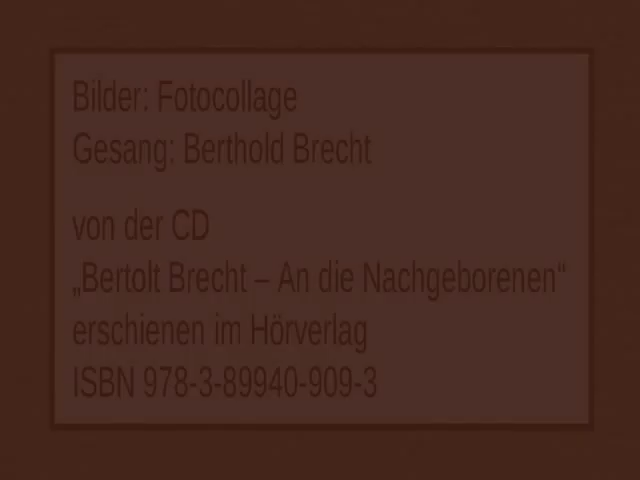 Bilder: Fotocollage
Gesang: Berthold Brecht
von der CD
„Bertolt Brecht – An die Nachgeborenen“
erschienen im Hörverlag
ISBN 978-3-89940-909-3